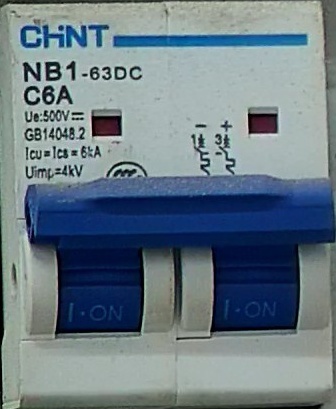 CHNT
NB1-63DC
C6A
Ue:500V⎓
GB14048.2
Icu=Ics=6kA
Uimp=4kV
- +
1 3
I·ON I·ON